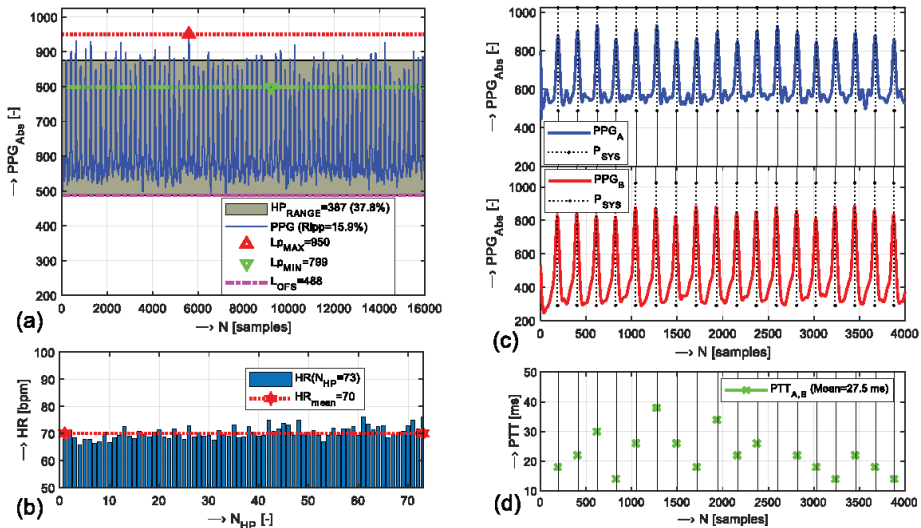 1000
900
800
700
600
500
400
300
200
⟶ PPG_Abs [-]
HP_RANGE=387 (37.8%)
PPG (Ripp=15.9%)
Lp_MAX=950
Lp_MIN=799
L_OFS=488
0 2000 4000 6000 8000 10000 12000 14000 16000
(a) ⟶ N [samples]
100
90
80
70
60
50
⟶ HR [bpm]
HR(N_HP=73)
HR_mean=70
0 10 20 30 40 50 60 70
(b) ⟶ N_HP [-]
1000
800
600
400
200
⟶ PPG_Abs [-]
PPG_A
P_SYS
1000
800
600
400
200
⟶ PPG_Abs [-]
PPG_B
P_SYS
0 500 1000 1500 2000 2500 3000 3500 4000
(c) ⟶ N [samples]
50
40
30
20
10
⟶ PTT [ms]
PTT_A,B (Mean=27.5 ms)
0 500 1000 1500 2000 2500 3000 3500 4000
(d) ⟶ N [samples]